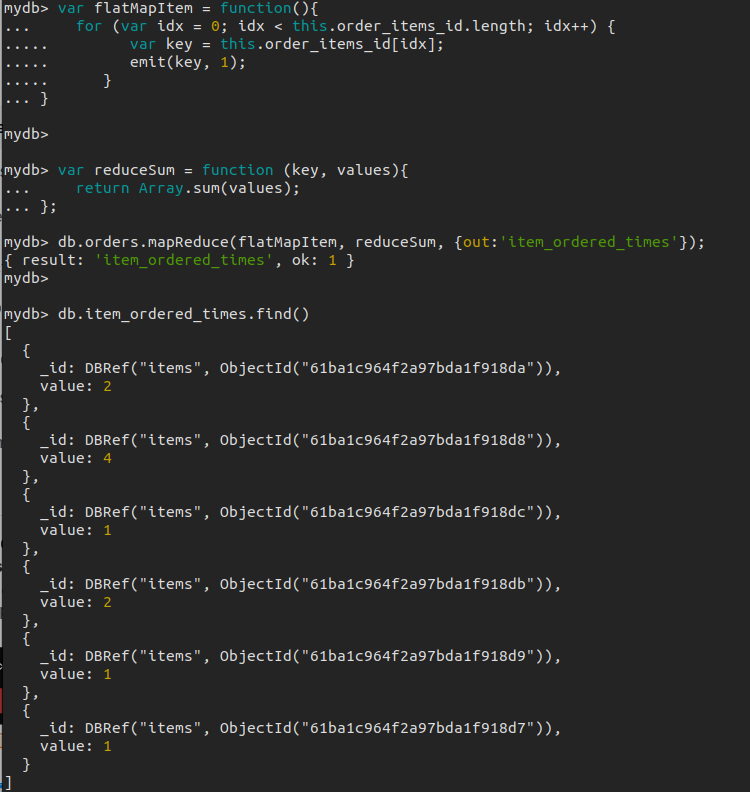 mydb> var flatMapItem = function(){
...     for (var idx = 0; idx < this.order_items_id.length; idx++) {
.....         var key = this.order_items_id[idx];
.....         emit(key, 1);
.....      }
... }
mydb>
mydb> var reduceSum = function (key, values){
...     return Array.sum(values);
... };
mydb> db.orders.mapReduce(flatMapItem, reduceSum, {out:'item_ordered_times'});
{ result: 'item_ordered_times', ok: 1 }
mydb>
mydb> db.item_ordered_times.find()
[
  {
    _id: DBRef("items", ObjectId("61ba1c964f2a97bda1f918da")),
    value: 2
  },
  {
    _id: DBRef("items", ObjectId("61ba1c964f2a97bda1f918d8")),
    value: 4
  },
  {
    _id: DBRef("items", ObjectId("61ba1c964f2a97bda1f918dc")),
    value: 1
  },
  {
    _id: DBRef("items", ObjectId("61ba1c964f2a97bda1f918db")),
    value: 2
  },
  {
    _id: DBRef("items", ObjectId("61ba1c964f2a97bda1f918d9")),
    value: 1
  },
  {
    _id: DBRef("items", ObjectId("61ba1c964f2a97bda1f918d7")),
    value: 1
  }
]